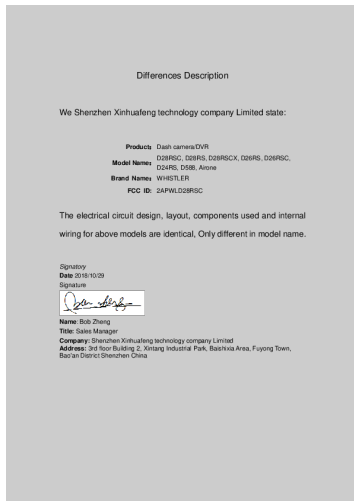 Differences Description
We Shenzhen Xinhuafeng technology company Limited state:
Product: Dash camera/DVR
Model Name: D28RSC, D28RS, D28RSCX, D26RS, D26RSC,
D24RS, D58B, Airone
Brand Name: WHISTLER
FCC ID: 2APWLD28RSC
The electrical circuit design, layout, components used and internal
wiring for above models are identical, Only different in model name.
Signatory
Date 2018/10/29
Signature
Name: Bob Zheng
Title: Sales Manager
Company: Shenzhen Xinhuafeng technology company Limited
Address: 3rd floor Building 2, Xintang Industrial Park, Baishixia Area, Fuyong Town,
Bao'an District Shenzhen China